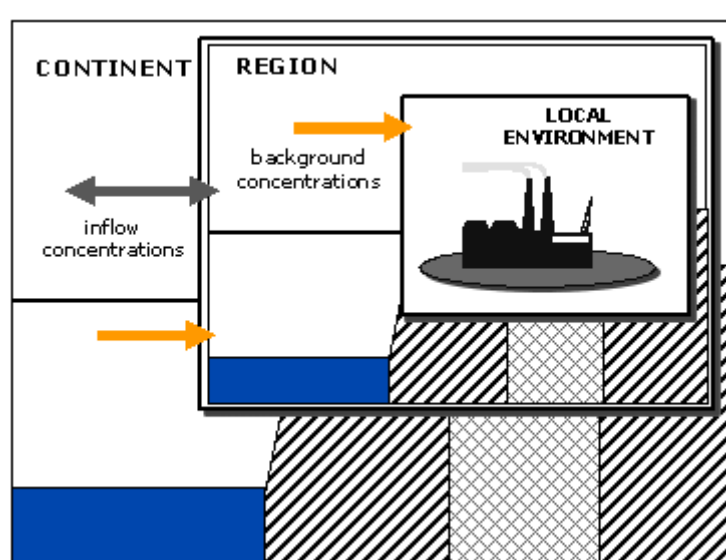 CONTINENT
REGION
LOCAL
ENVIRONMENT
background
concentrations
inflow
concentrations